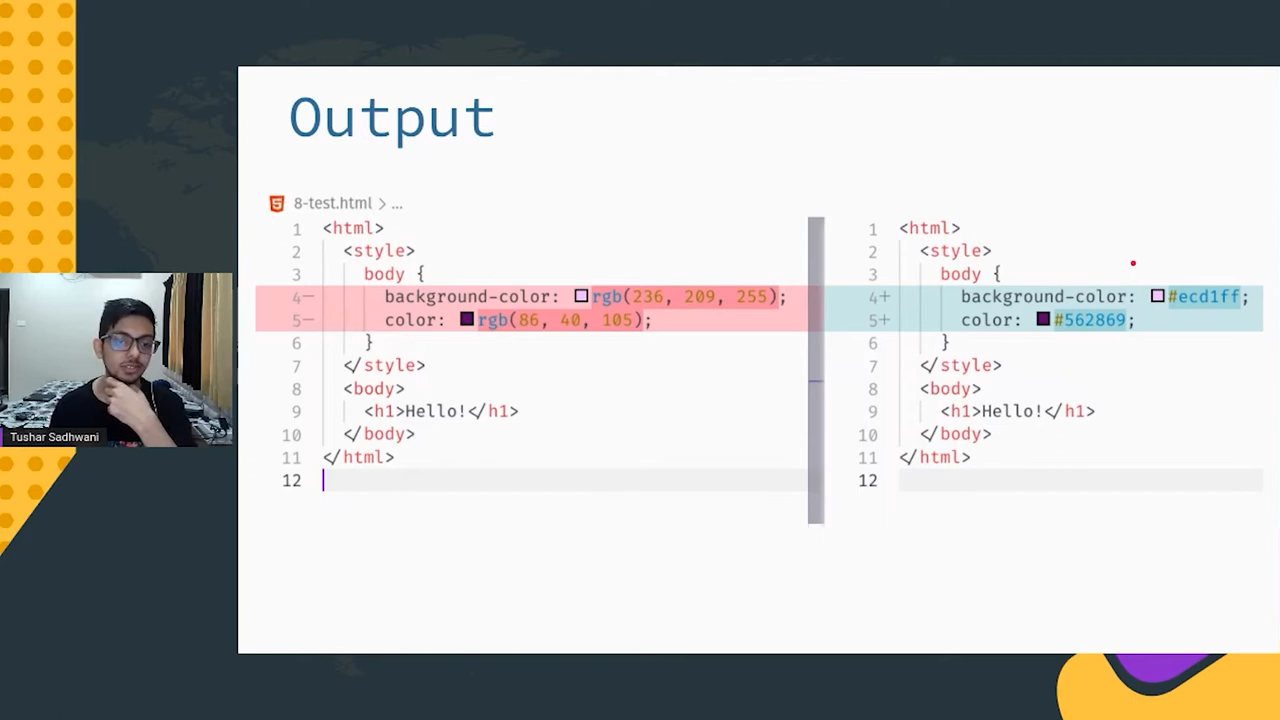 Output
8-test.html > ...
1 <html>
2 <style>
3 body {
4— background-color: rgb(236, 209, 255);
5— color: rgb(86, 40, 105);
6 }
7 </style>
8 <body>
9 <h1>Hello!</h1>
10 </body>
11 </html>
12
1 <html>
2 <style>
3 body {
4+ background-color: #ecd1ff;
5+ color: #562869;
6 }
7 </style>
8 <body>
9 <h1>Hello!</h1>
10 </body>
11 </html>
12
Tushar Sadhwani